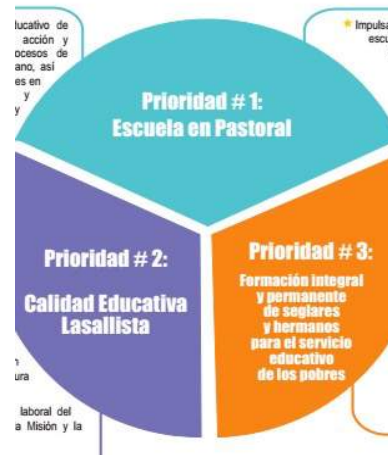 ducativo de
acción y
ocesos de
ano, así
es en
y
y
Impulsa
escu
Prioridad # 1:
Escuela en Pastoral
Prioridad # 2:
Calidad Educativa
Lasallista
Prioridad # 3:
Formación integral
y permanente
de seglares
y hermanos
para el servicio
educativo
de los pobres
ura
laboral del
a Misión y la